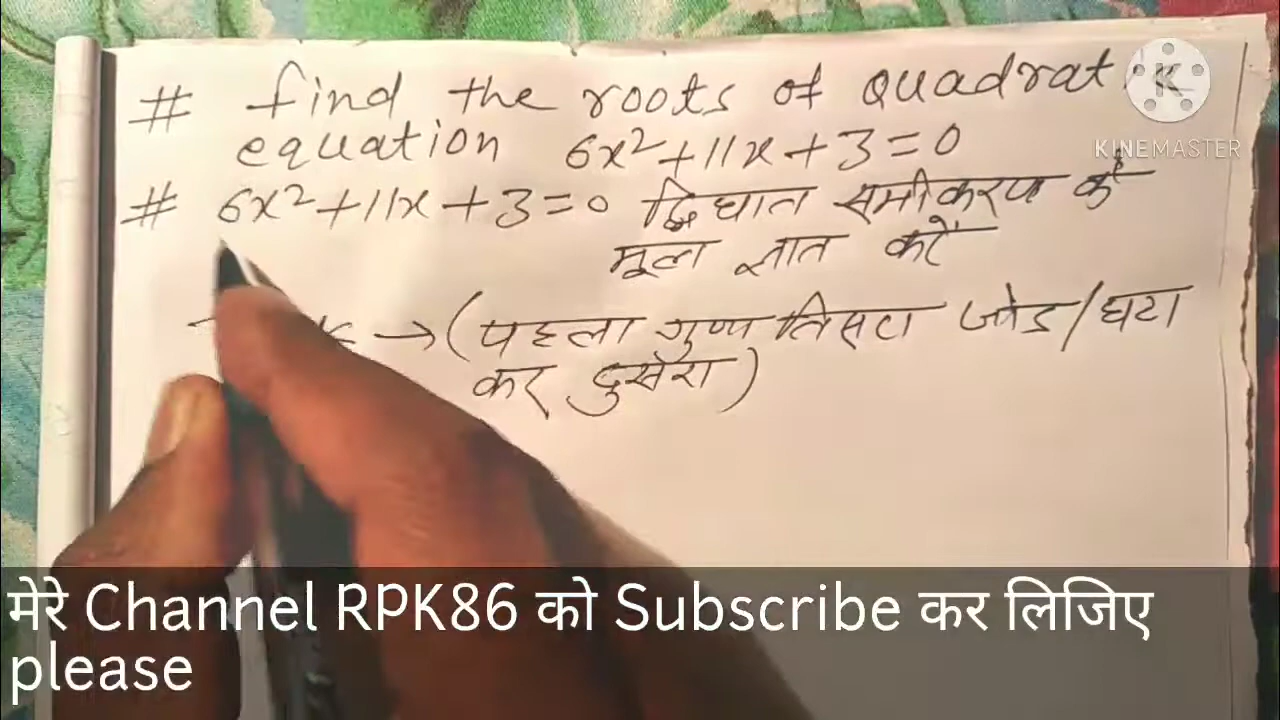 # find the roots of quadrat
equation 6x²+11x+3=0
# 6x²+11x+3=0 द्विघात समीकरण के
मूल ज्ञात करें
→ (पहला गुणा तिसरा जोड/घटा
कर दुसरा)
K
KINEMASTER
मेरे Channel RPK86 को Subscribe कर लिजिए
please